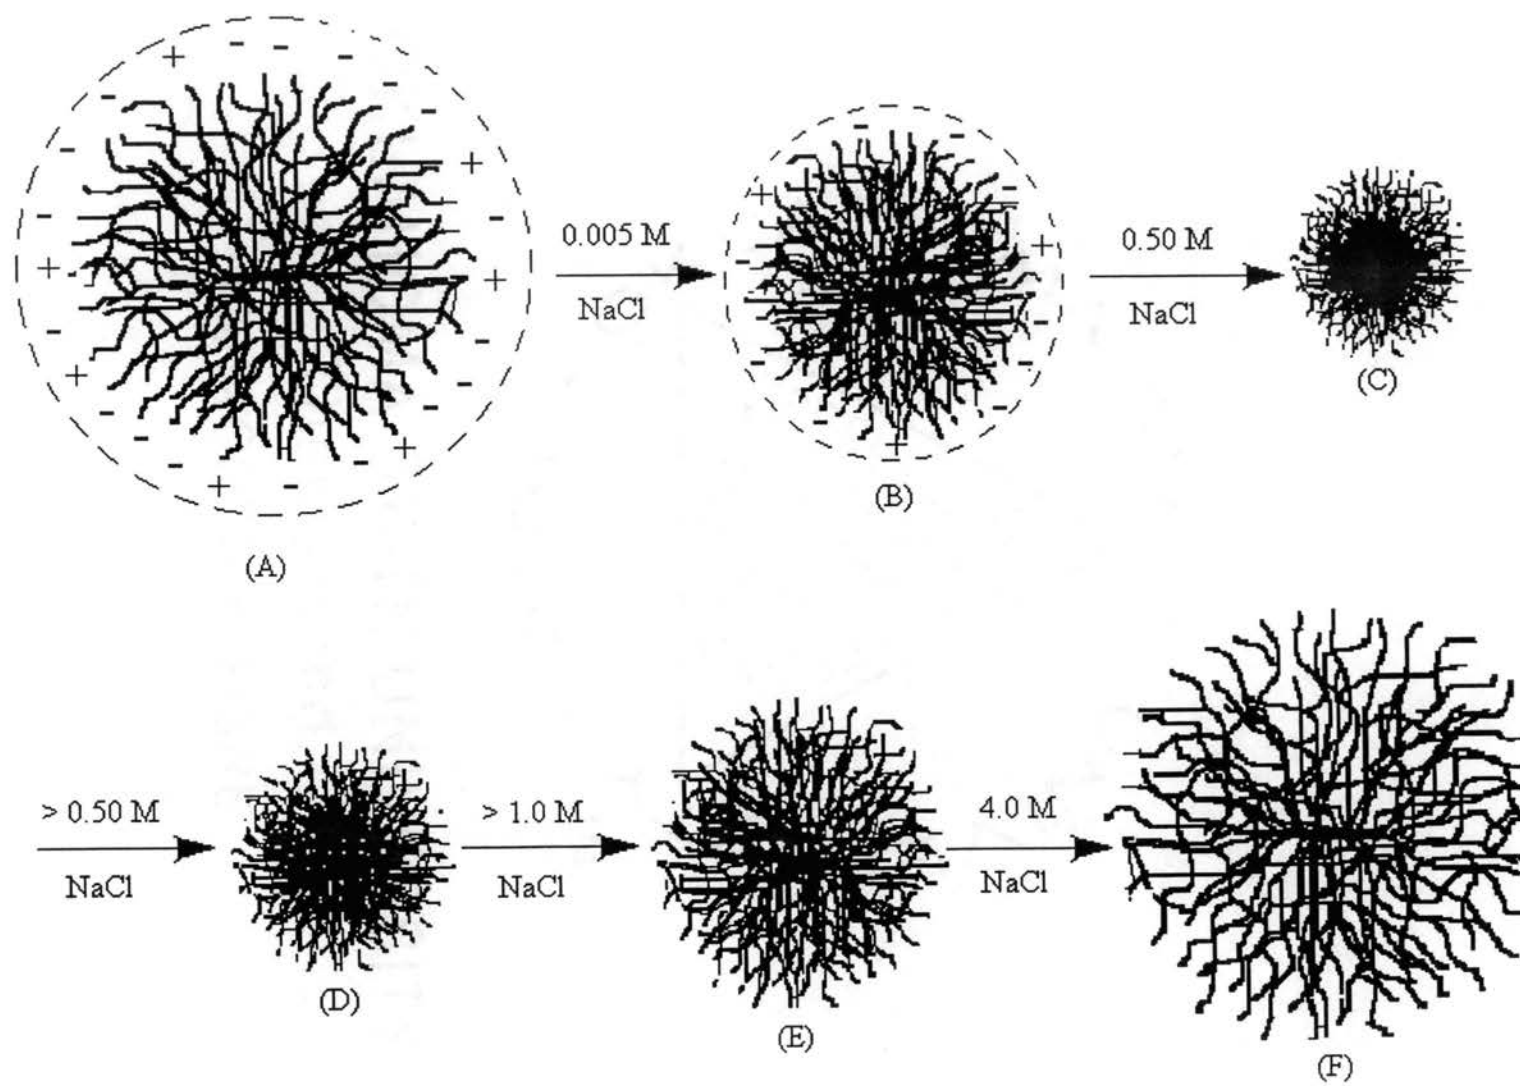 0.005 M
NaCl
0.50 M
NaCl
(A)
(B)
(C)
> 0.50 M
NaCl
> 1.0 M
NaCl
4.0 M
NaCl
(D)
(E)
(F)